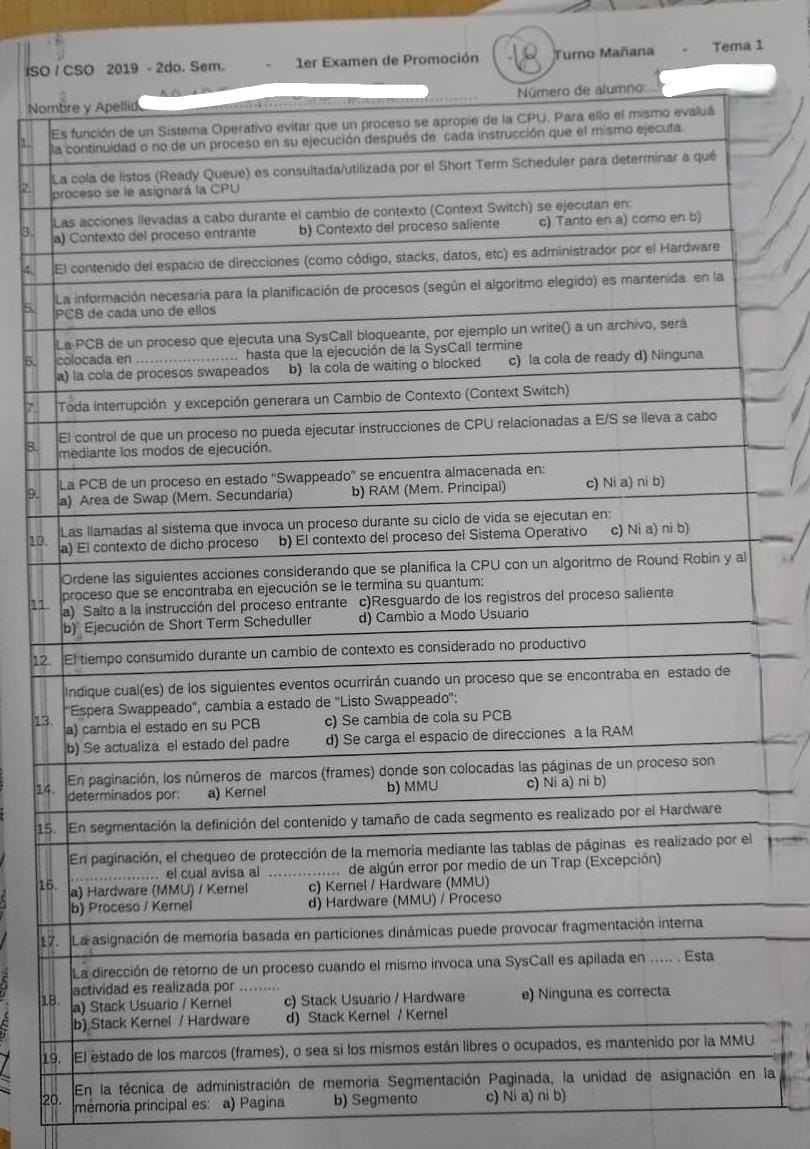 ISO / CSO 2019 - 2do. Sem. - 1er Examen de Promoción 18 Turno Mañana - Tema 1
Nombre y Apellid Número de alumno:
1. Es función de un Sistema Operativo evitar que un proceso se apropie de la CPU. Para ello el mismo evaluá
la continuidad o no de un proceso en su ejecución después de cada instrucción que el mismo ejecuta.
2. La cola de listos (Ready Queue) es consultada/utilizada por el Short Term Scheduler para determinar a qué
proceso se le asignará la CPU
3. Las acciones llevadas a cabo durante el cambio de contexto (Context Switch) se ejecutan en:
a) Contexto del proceso entrante b) Contexto del proceso saliente c) Tanto en a) como en b)
4. El contenido del espacio de direcciones (como código, stacks, datos, etc) es administrador por el Hardware
5. La información necesaria para la planificación de procesos (según el algoritmo elegido) es mantenida en la
PCB de cada uno de ellos
6. La PCB de un proceso que ejecuta una SysCall bloqueante, por ejemplo un write() a un archivo, será
colocada en ..................... hasta que la ejecución de la SysCall termine
a) la cola de procesos swapeados b) la cola de waiting o blocked c) la cola de ready d) Ninguna
7. Toda interrupción y excepción generara un Cambio de Contexto (Context Switch)
8. El control de que un proceso no pueda ejecutar instrucciones de CPU relacionadas a E/S se lleva a cabo
mediante los modos de ejecución.
9. La PCB de un proceso en estado “Swappeado” se encuentra almacenada en:
a) Area de Swap (Mem. Secundaria) b) RAM (Mem. Principal) c) Ni a) ni b)
10. Las llamadas al sistema que invoca un proceso durante su ciclo de vida se ejecutan en:
a) El contexto de dicho proceso b) El contexto del proceso del Sistema Operativo c) Ni a) ni b)
11. Ordene las siguientes acciones considerando que se planifica la CPU con un algoritmo de Round Robin y al
proceso que se encontraba en ejecución se le termina su quantum:
a) Salto a la instrucción del proceso entrante c)Resguardo de los registros del proceso saliente
b) Ejecución de Short Term Scheduller d) Cambio a Modo Usuario
12. El tiempo consumido durante un cambio de contexto es considerado no productivo
13. Indique cual(es) de los siguientes eventos ocurrirán cuando un proceso que se encontraba en estado de
“Espera Swappeado”, cambia a estado de “Listo Swappeado”:
a) cambia el estado en su PCB c) Se cambia de cola su PCB
b) Se actualiza el estado del padre d) Se carga el espacio de direcciones a la RAM
14. En paginación, los números de marcos (frames) donde son colocadas las páginas de un proceso son
determinados por: a) Kernel b) MMU c) Ni a) ni b)
15. En segmentación la definición del contenido y tamaño de cada segmento es realizado por el Hardware
16. En paginación, el chequeo de protección de la memoria mediante las tablas de páginas es realizado por el
.................. el cual avisa al ............... de algún error por medio de un Trap (Excepción)
a) Hardware (MMU) / Kernel c) Kernel / Hardware (MMU)
b) Proceso / Kernel d) Hardware (MMU) / Proceso
17. La asignación de memoria basada en particiones dinámicas puede provocar fragmentación interna
18. La dirección de retorno de un proceso cuando el mismo invoca una SysCall es apilada en ..... . Esta
actividad es realizada por .........
a) Stack Usuario / Kernel c) Stack Usuario / Hardware e) Ninguna es correcta
b) Stack Kernel / Hardware d) Stack Kernel / Kernel
19. El estado de los marcos (frames), o sea si los mismos están libres o ocupados, es mantenido por la MMU
20. En la técnica de administración de memoria Segmentación Paginada, la unidad de asignación en la
memoria principal es: a) Pagina b) Segmento c) Ni a) ni b)